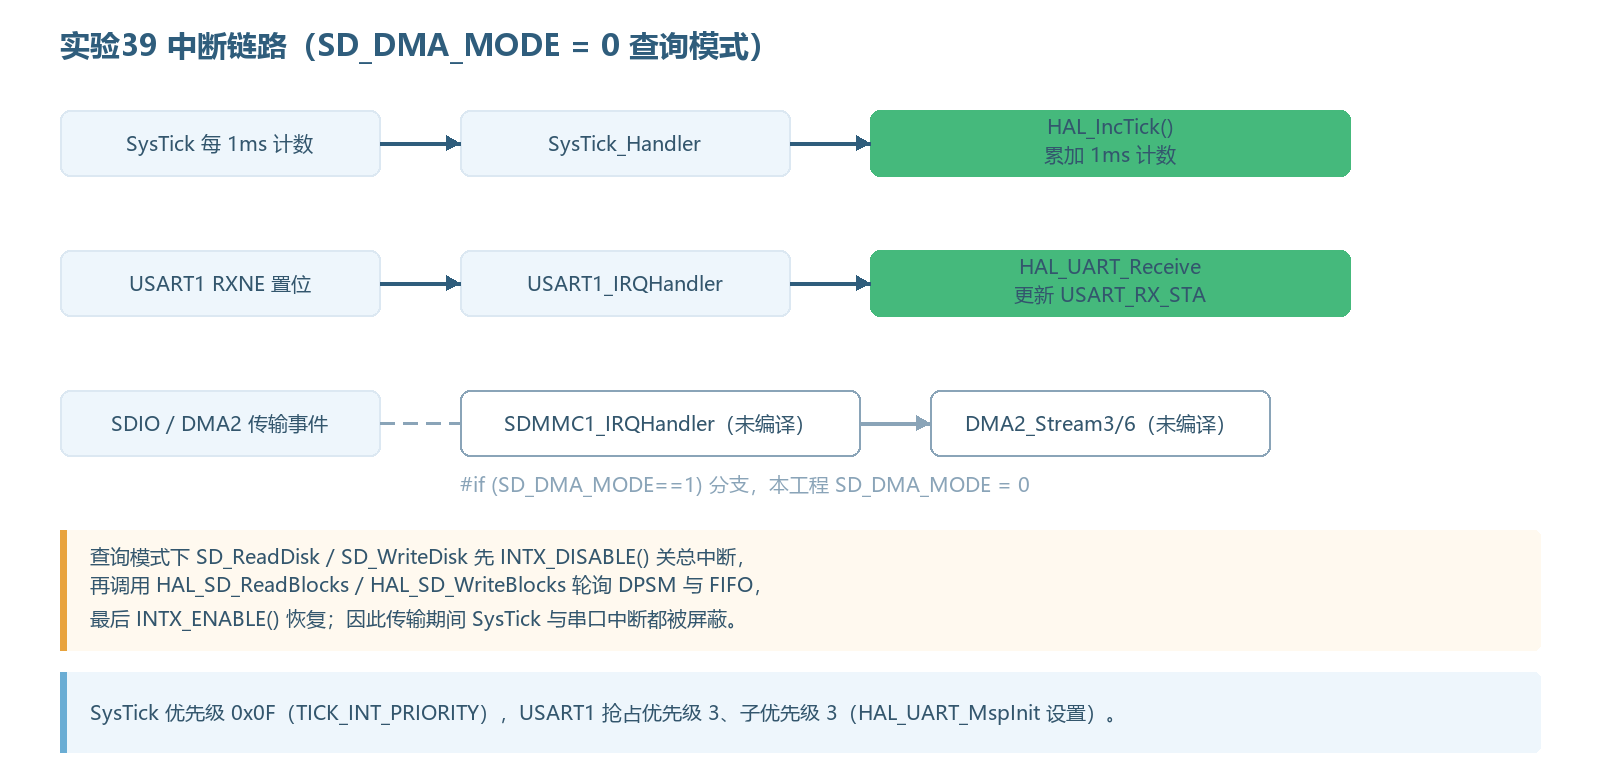 实验39 中断链路（SD_DMA_MODE = 0 查询模式）
SysTick 每 1ms 计数
SysTick_Handler
HAL_IncTick()
累加 1ms 计数
USART1 RXNE 置位
USART1_IRQHandler
HAL_UART_Receive
更新 USART_RX_STA
SDIO / DMA2 传输事件
SDMMC1_IRQHandler（未编译）
DMA2_Stream3/6（未编译）
#if (SD_DMA_MODE==1) 分支，本工程 SD_DMA_MODE = 0
查询模式下 SD_ReadDisk / SD_WriteDisk 先 INTX_DISABLE() 关总中断，
再调用 HAL_SD_ReadBlocks / HAL_SD_WriteBlocks 轮询 DPSM 与 FIFO，
最后 INTX_ENABLE() 恢复；因此传输期间 SysTick 与串口中断都被屏蔽。
SysTick 优先级 0x0F（TICK_INT_PRIORITY），USART1 抢占优先级 3、子优先级 3（HAL_UART_MspInit 设置）。